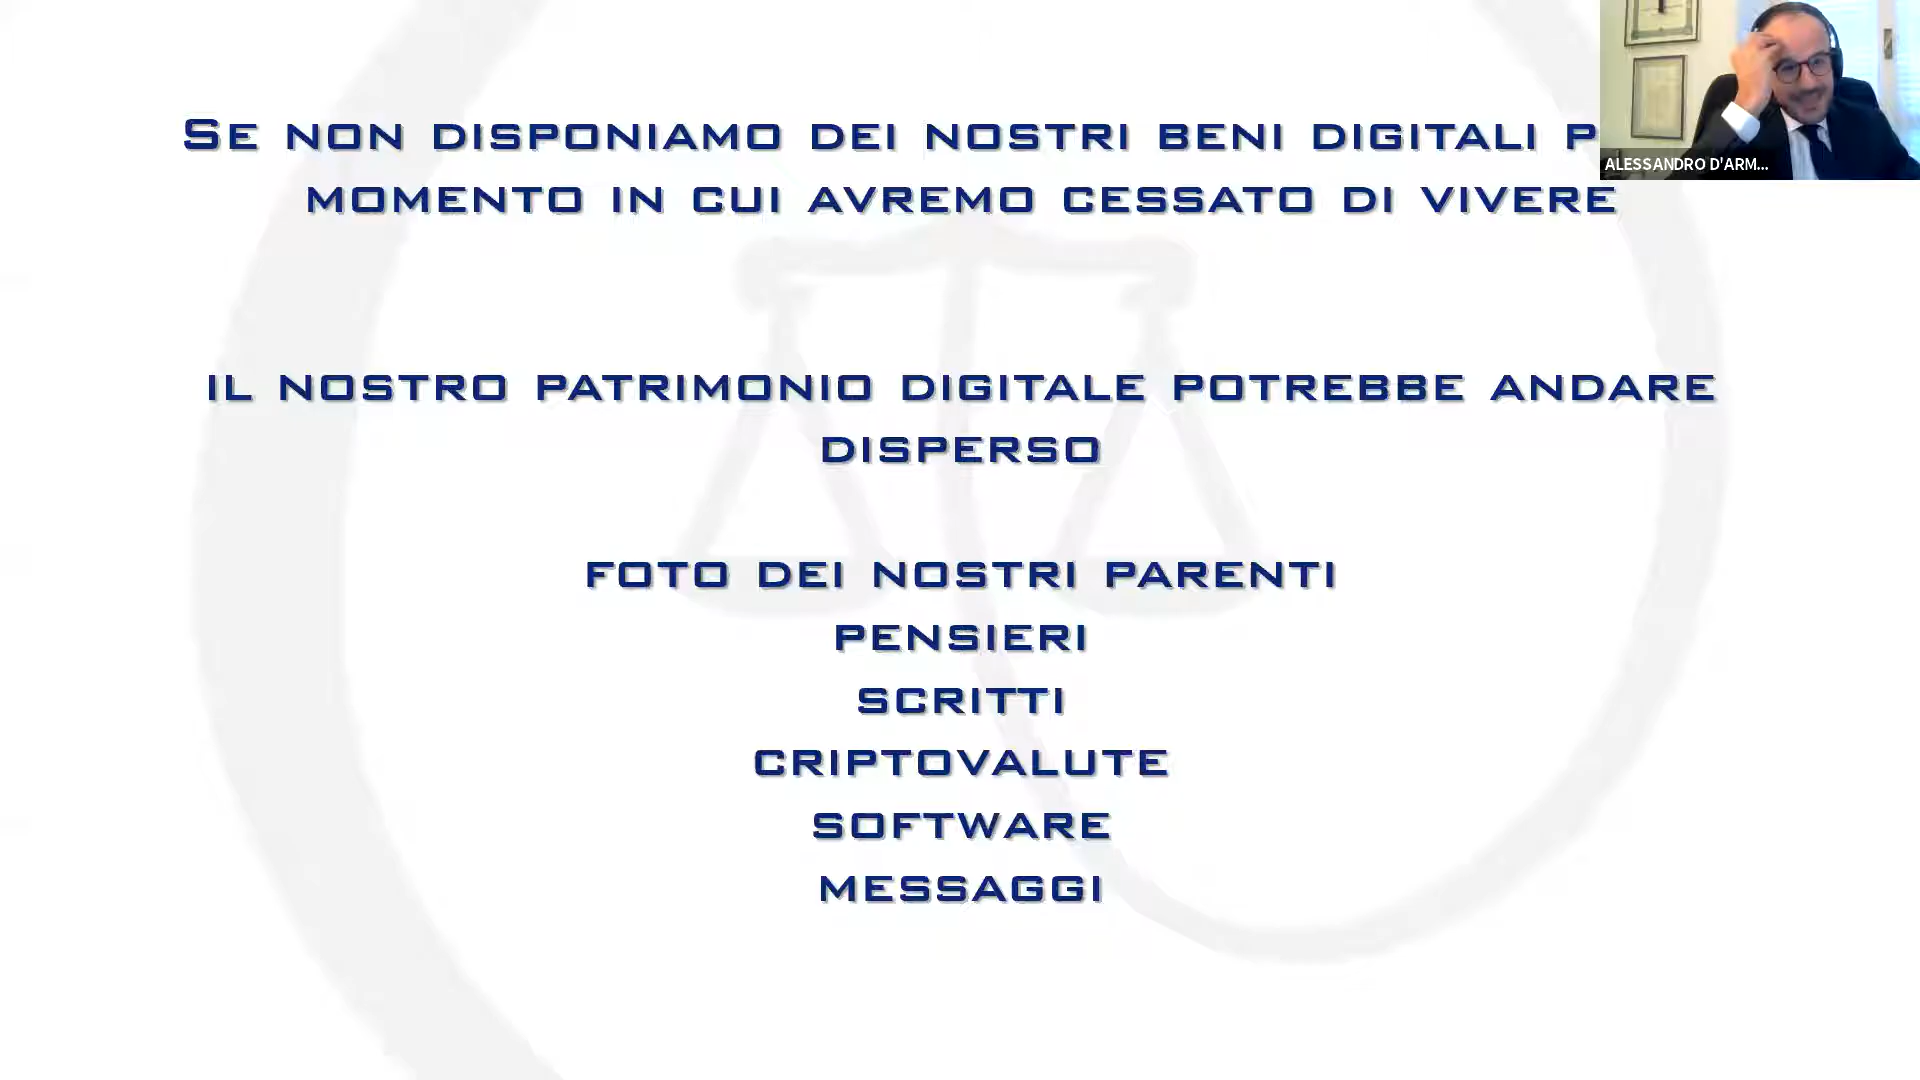 Se non disponiamo dei nostri beni digitali
momento in cui avremo cessato di vivere
il nostro patrimonio digitale potrebbe andare
disperso
foto dei nostri parenti
pensieri
scritti
criptovalute
software
messaggi
ALESSANDRO D'ARM...